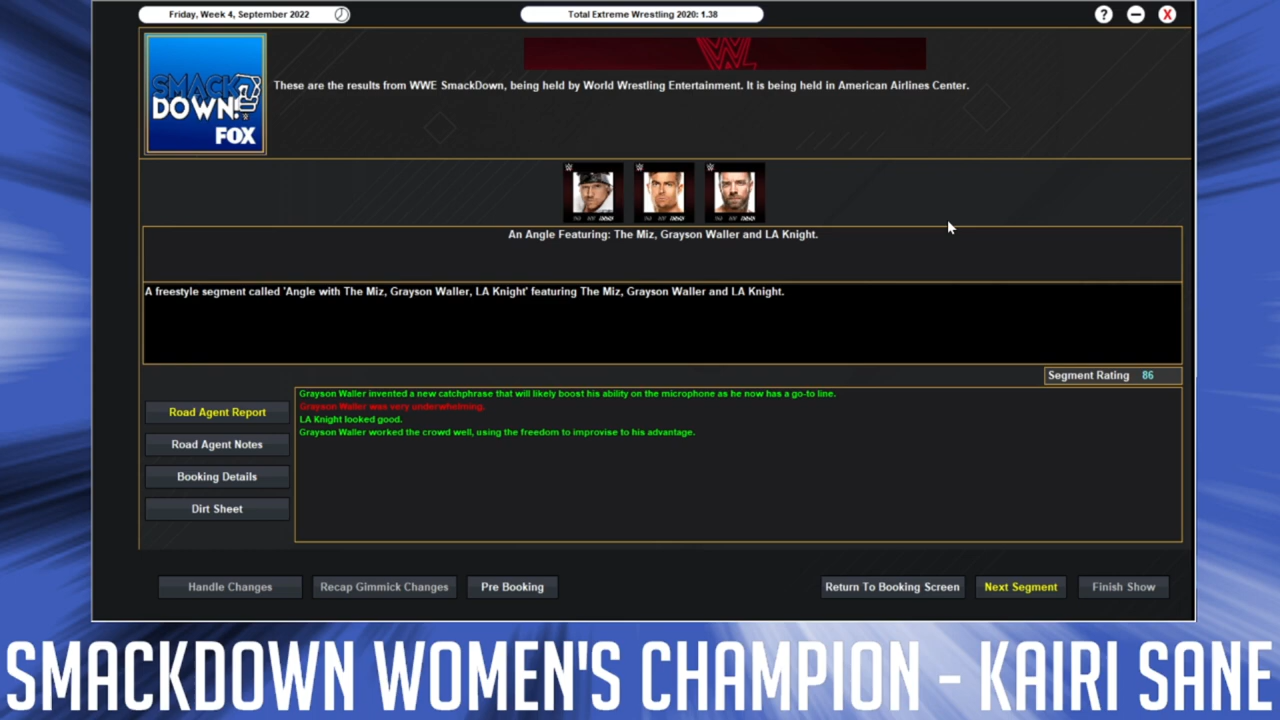 Friday, Week 4, September 2022
Total Extreme Wrestling 2020: 1.38
? X
SMACK
DOWN!
FOX
These are the results from WWE SmackDown, being held by World Wrestling Entertainment. It is being held in American Airlines Center.
An Angle Featuring: The Miz, Grayson Waller and LA Knight.
A freestyle segment called 'Angle with The Miz, Grayson Waller, LA Knight' featuring The Miz, Grayson Waller and LA Knight.
Segment Rating 86
Grayson Waller invented a new catchphrase that will likely boost his ability on the microphone as he now has a go-to line.
Grayson Waller was very underwhelming.
LA Knight looked good.
Grayson Waller worked the crowd well, using the freedom to improvise to his advantage.
Road Agent Report
Road Agent Notes
Booking Details
Dirt Sheet
Handle Changes
Recap Gimmick Changes
Pre Booking
Return To Booking Screen
Next Segment
Finish Show
SMACKDOWN WOMEN'S CHAMPION - KAIRI SANE